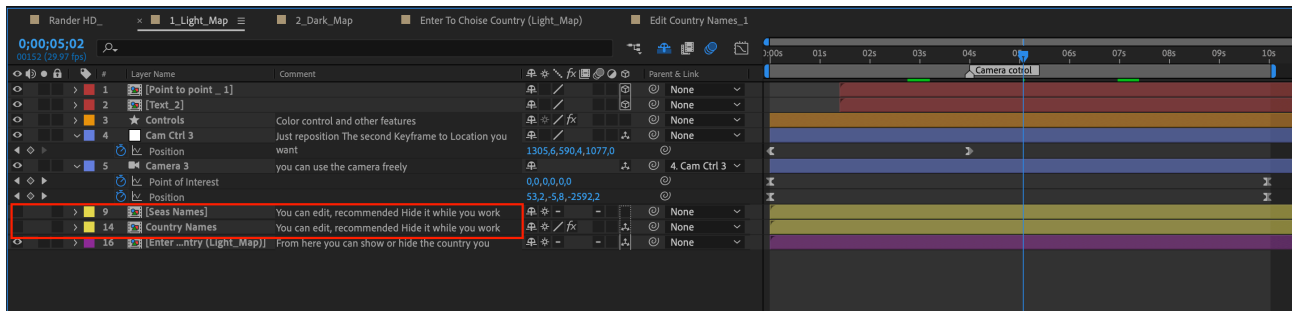 Rander HD_ × 1_Light_Map ≡ 2_Dark_Map Enter To Choise Country (Light_Map) Edit Country Names_1
0;00;05;02
00152 (29.97 fps)
):00s 01s 02s 03s 04s 05s 06s 07s 08s 09s 10s
# Layer Name Comment fx Parent & Link
Camera cotrol
1 [Point to point _ 1] None
2 [Text_2] None
3 Controls Color control and other features fx None
4 Cam Ctrl 3 Just reposition The second Keyframe to Location you None
Position want 1305,6,590,4,1077,0
5 Camera 3 you can use the camera freely 4. Cam Ctrl 3
Point of Interest 0,0,0,0,0,0
Position 53,2,-5,8,-2592,2
9 [Seas Names] You can edit, recommended Hide it while you work None
14 Country Names You can edit, recommended Hide it while you work fx None
16 [Enter ...ntry (Light_Map)] From here you can show or hide the country you None